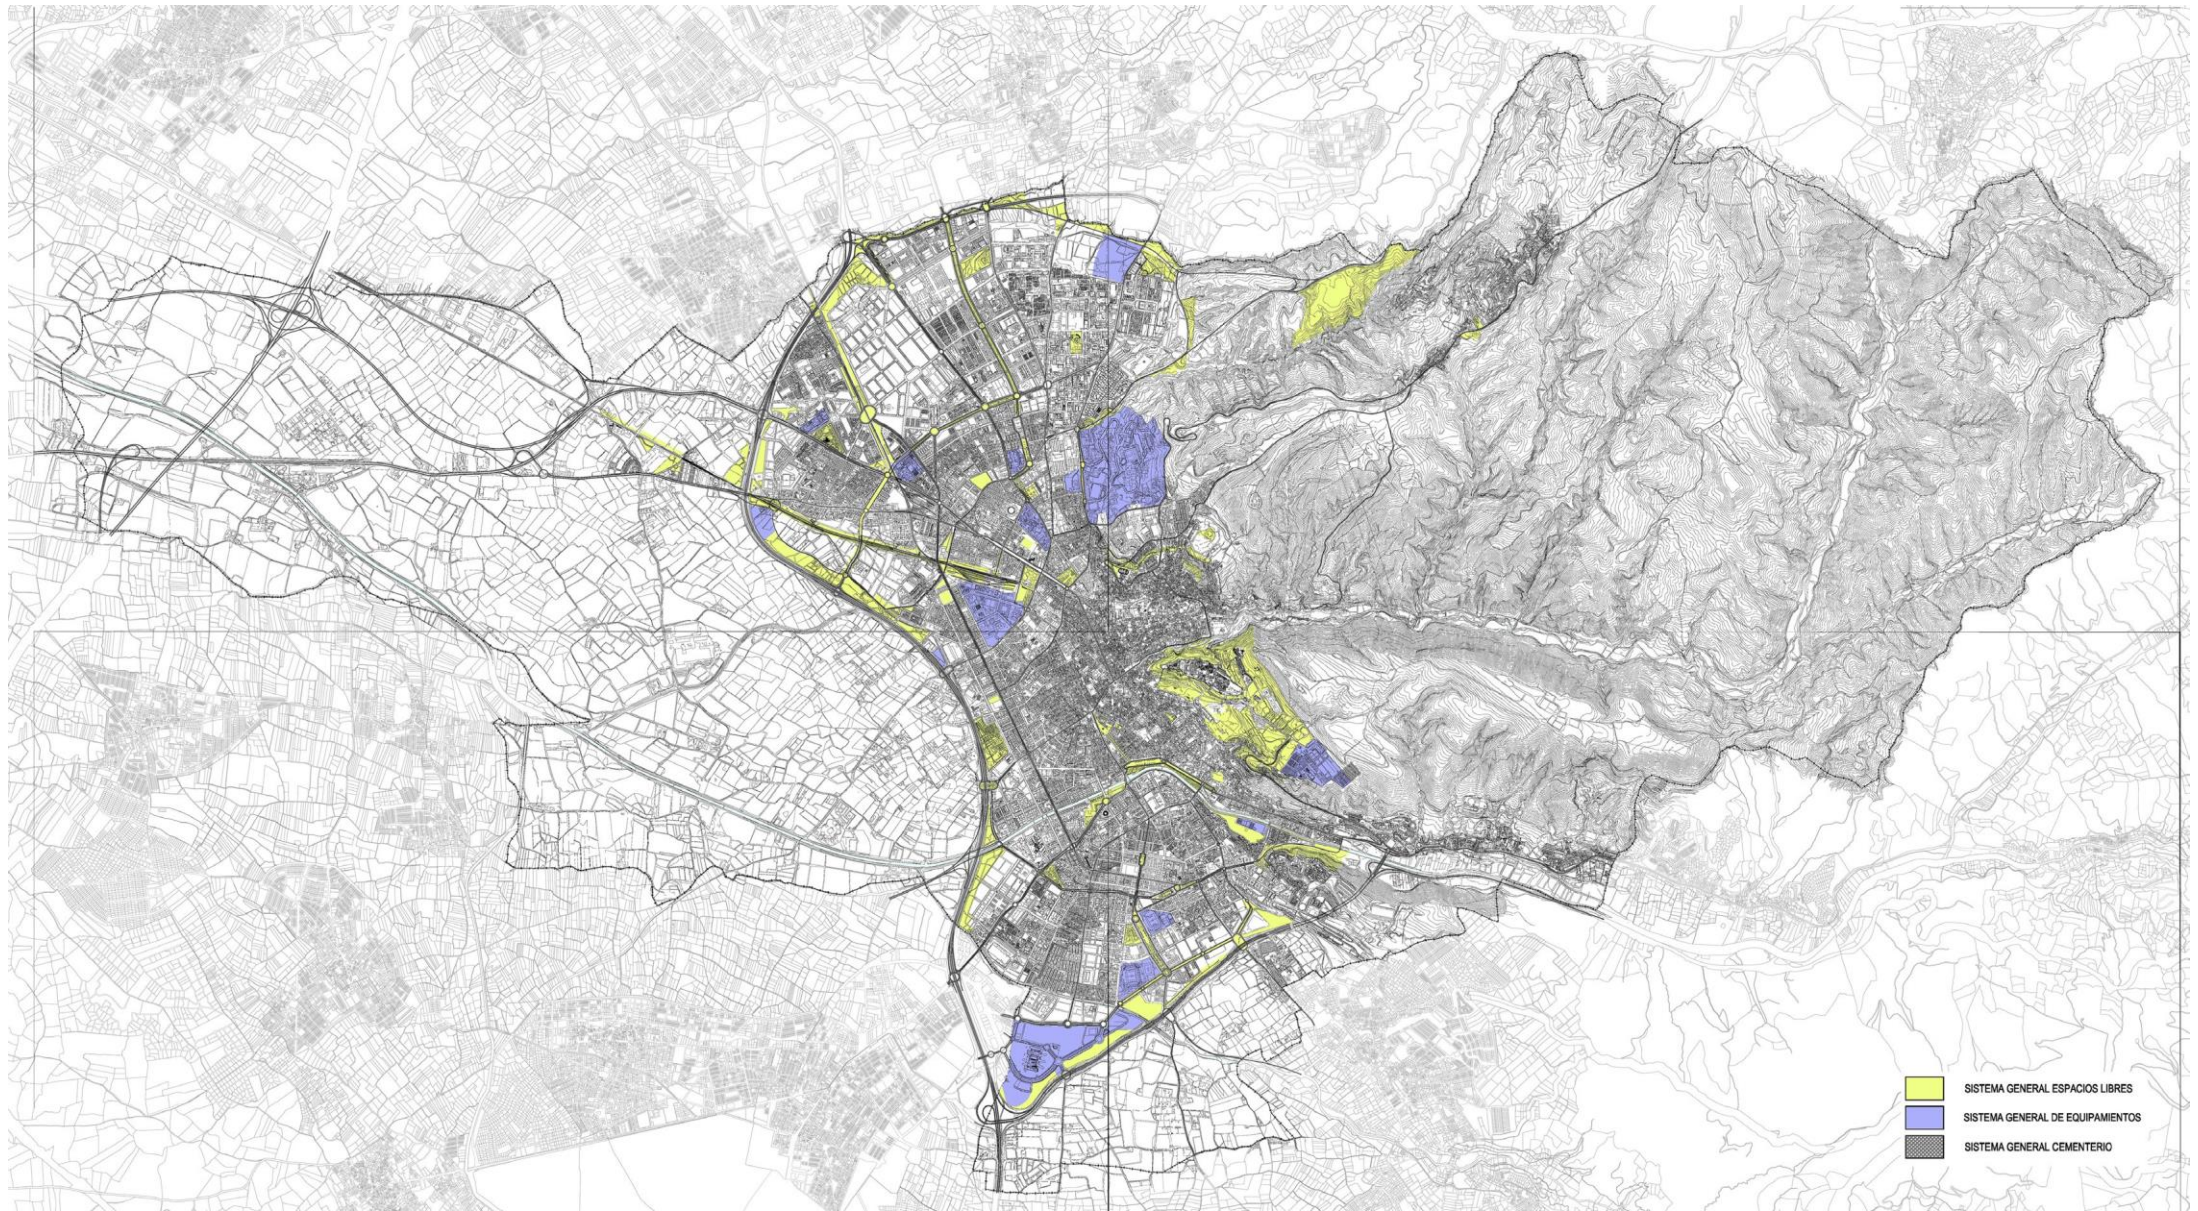 SISTEMA GENERAL ESPACIOS LIBRES
SISTEMA GENERAL DE EQUIPAMIENTOS
SISTEMA GENERAL CEMENTERIO